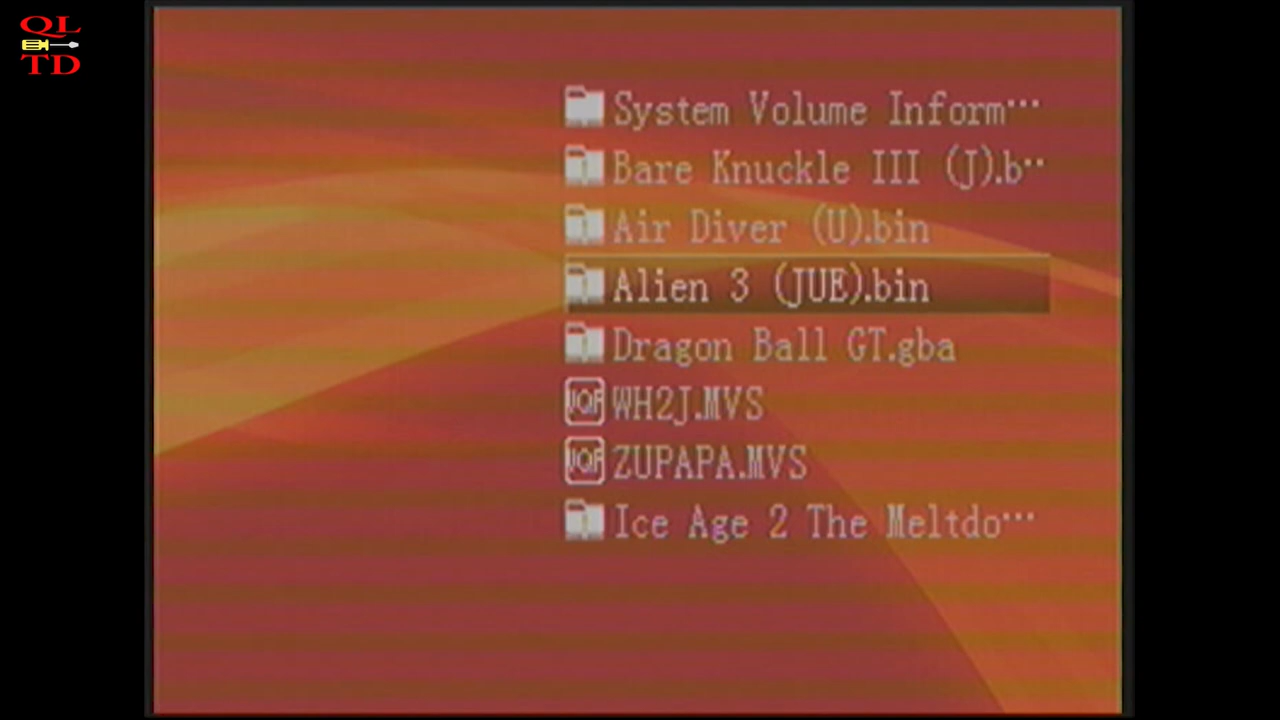 QL
TD
System Volume Inform…
Bare Knuckle III (J).b…
Air Diver (U).bin
Alien 3 (JUE).bin
Dragon Ball GT.gba
WH2J.MVS
ZUPAPA.MVS
Ice Age 2 The Meltdo…